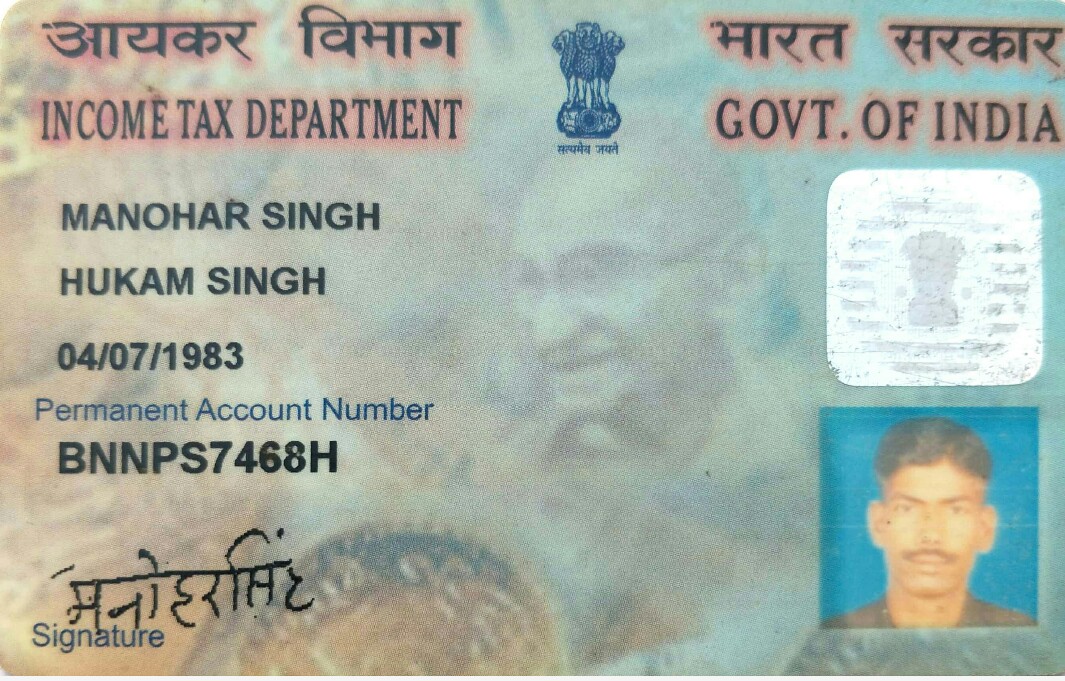 आयकर विभाग
INCOME TAX DEPARTMENT
सत्यमेव जयते
भारत सरकार
GOVT. OF INDIA
MANOHAR SINGH
HUKAM SINGH
04/07/1983
Permanent Account Number
BNNPS7468H
मनोहरसिंह
Signature